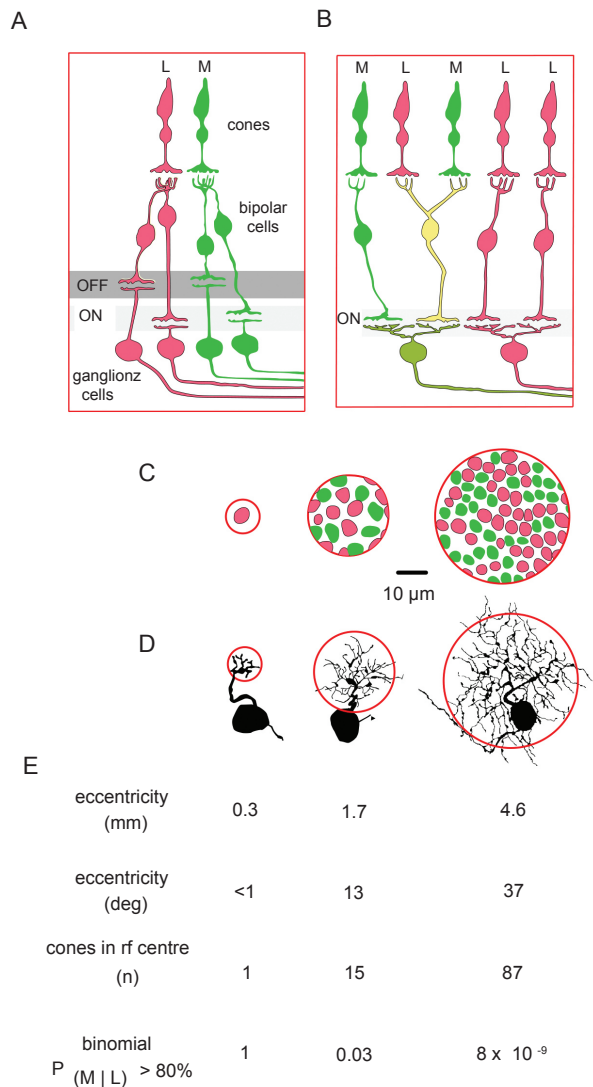 A
L M
cones
bipolar
cells
OFF
ON
ganglionz
cells
B
M L M L L
ON
C
10 µm
D
E
eccentricity
(mm) 0.3 1.7 4.6
eccentricity
(deg) <1 13 37
cones in rf centre
(n) 1 15 87
binomial
P (M | L) > 80% 1 0.03 8 x 10 -9